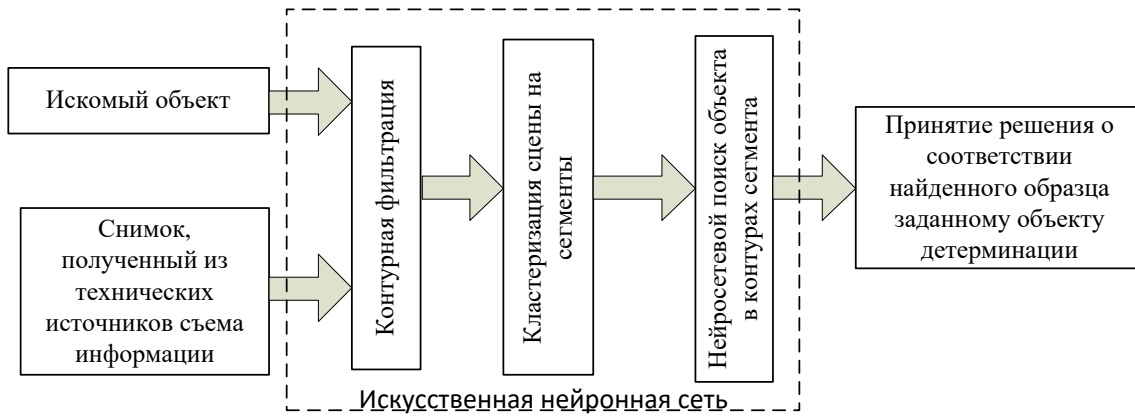 Искомый объект
Снимок,
полученный из
технических
источников съема
информации
Контурная фильтрация
Кластеризация сцены на
сегменты
Нейросетевой поиск объекта
в контурах сегмента
Принятие решения о
соответствии
найденного образца
заданному объекту
детерминации
Искусственная нейронная сеть